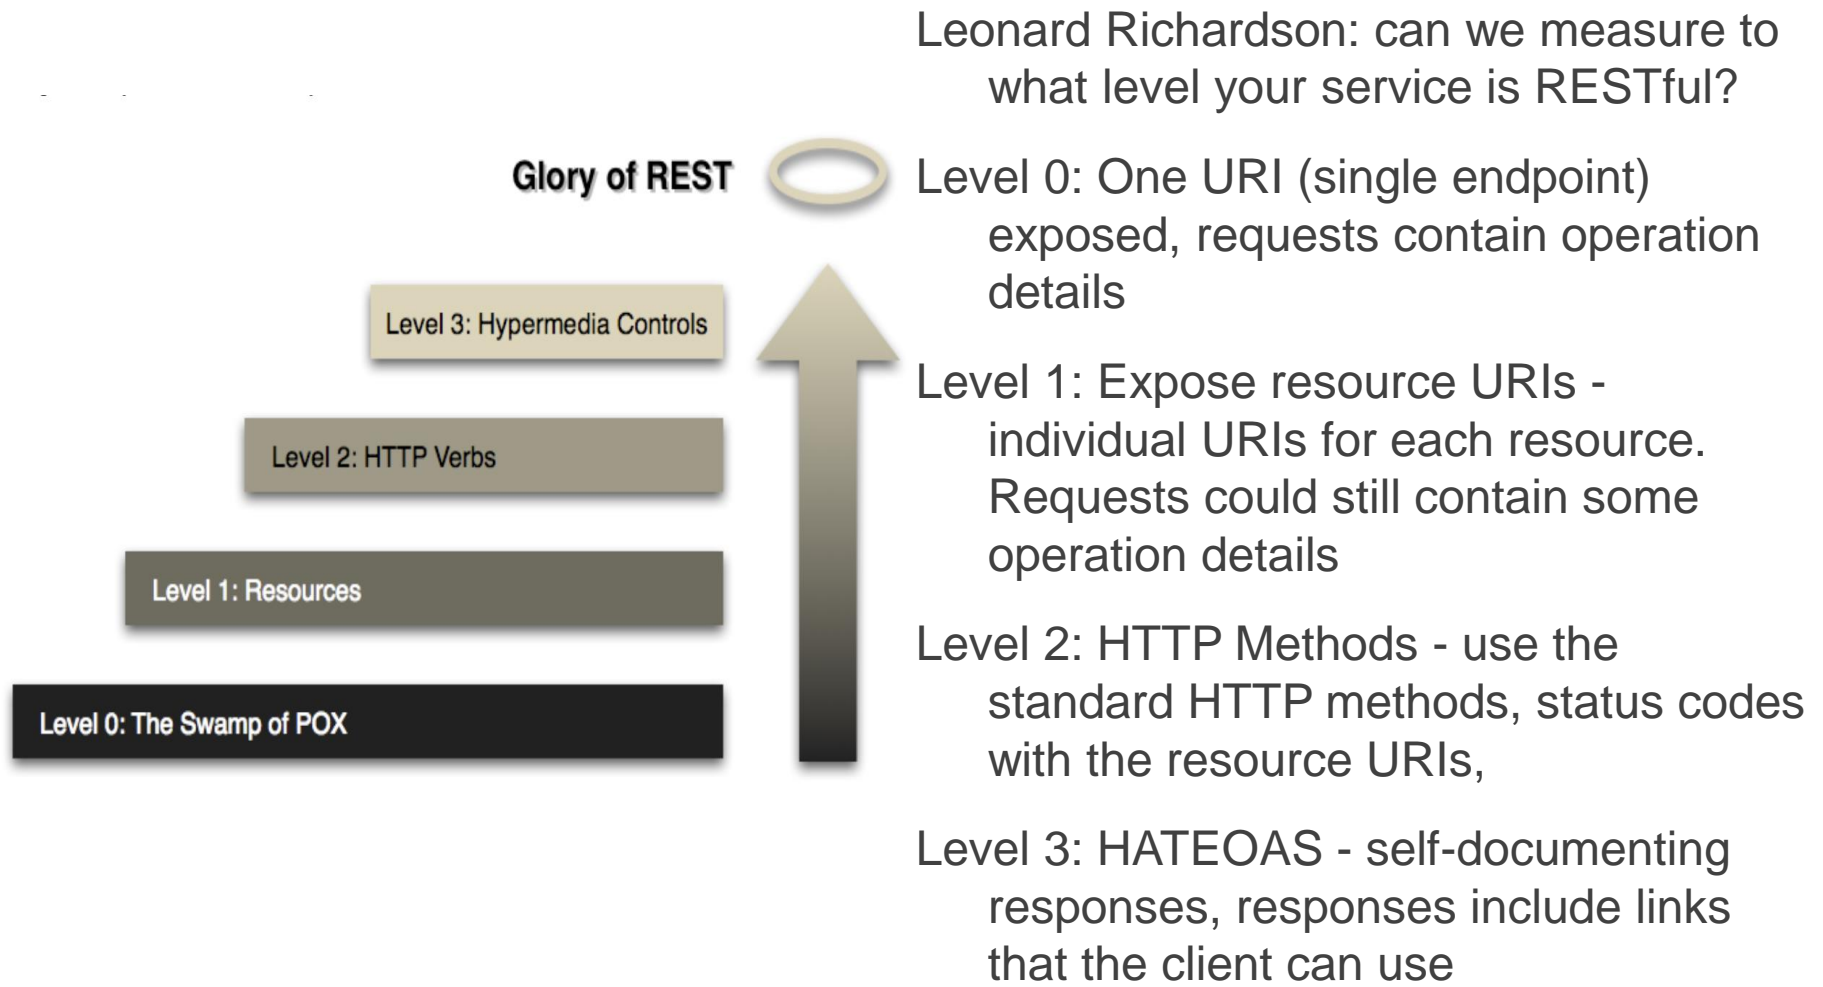 Glory of REST
Level 3: Hypermedia Controls
Level 2: HTTP Verbs
Level 1: Resources
Level 0: The Swamp of POX
Leonard Richardson: can we measure to
what level your service is RESTful?
Level 0: One URI (single endpoint)
exposed, requests contain operation
details
Level 1: Expose resource URIs -
individual URIs for each resource.
Requests could still contain some
operation details
Level 2: HTTP Methods - use the
standard HTTP methods, status codes
with the resource URIs,
Level 3: HATEOAS - self-documenting
responses, responses include links
that the client can use